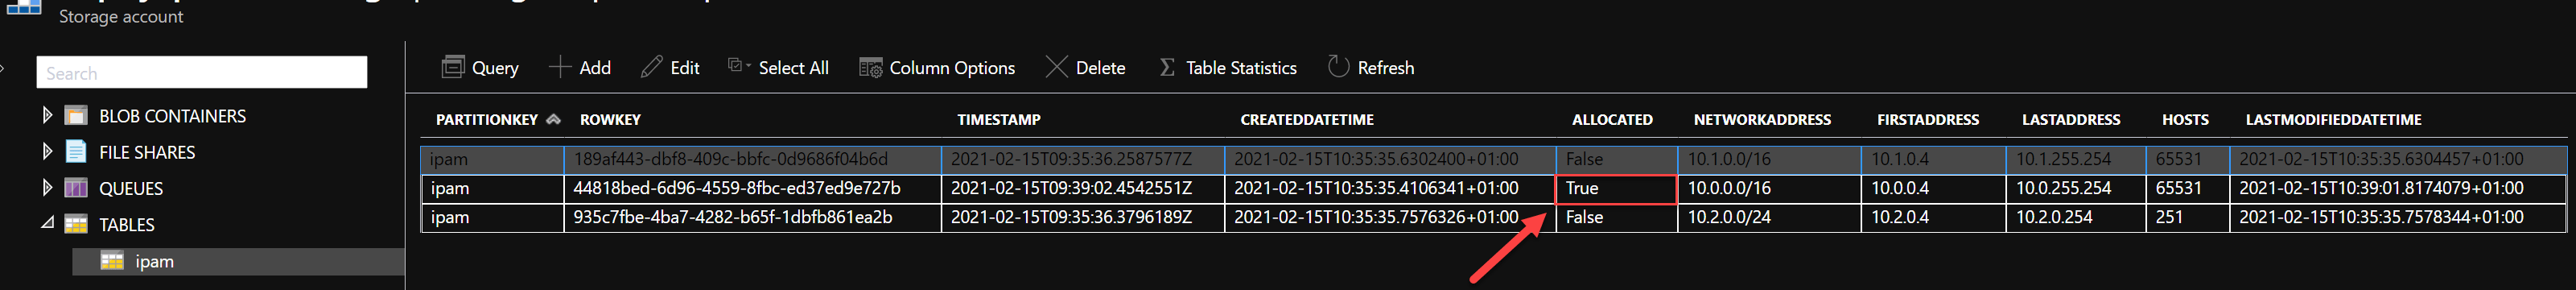 Storage account
Search
BLOB CONTAINERS
FILE SHARES
QUEUES
TABLES
ipam
Query Add Edit Select All Column Options Delete Table Statistics Refresh
PARTITIONKEY ROWKEY TIMESTAMP CREATEDDATETIME ALLOCATED NETWORKADDRESS FIRSTADDRESS LASTADDRESS HOSTS LASTMODIFIEDDATETIME
ipam 189af443-dbf8-409c-bbfc-0d9686f04b6d 2021-02-15T09:35:36.2587577Z 2021-02-15T10:35:35.6302400+01:00 False 10.1.0.0/16 10.1.0.4 10.1.255.254 65531 2021-02-15T10:35:35.6304457+01:00
ipam 44818bed-6d96-4559-8fbc-ed37ed9e727b 2021-02-15T09:39:02.4542551Z 2021-02-15T10:35:35.4106341+01:00 True 10.0.0.0/16 10.0.0.4 10.0.255.254 65531 2021-02-15T10:39:01.8174079+01:00
ipam 935c7fbe-4ba7-4282-b65f-1dbfb861ea2b 2021-02-15T09:35:36.3796189Z 2021-02-15T10:35:35.7576326+01:00 False 10.2.0.0/24 10.2.0.4 10.2.0.254 251 2021-02-15T10:35:35.7578344+01:00